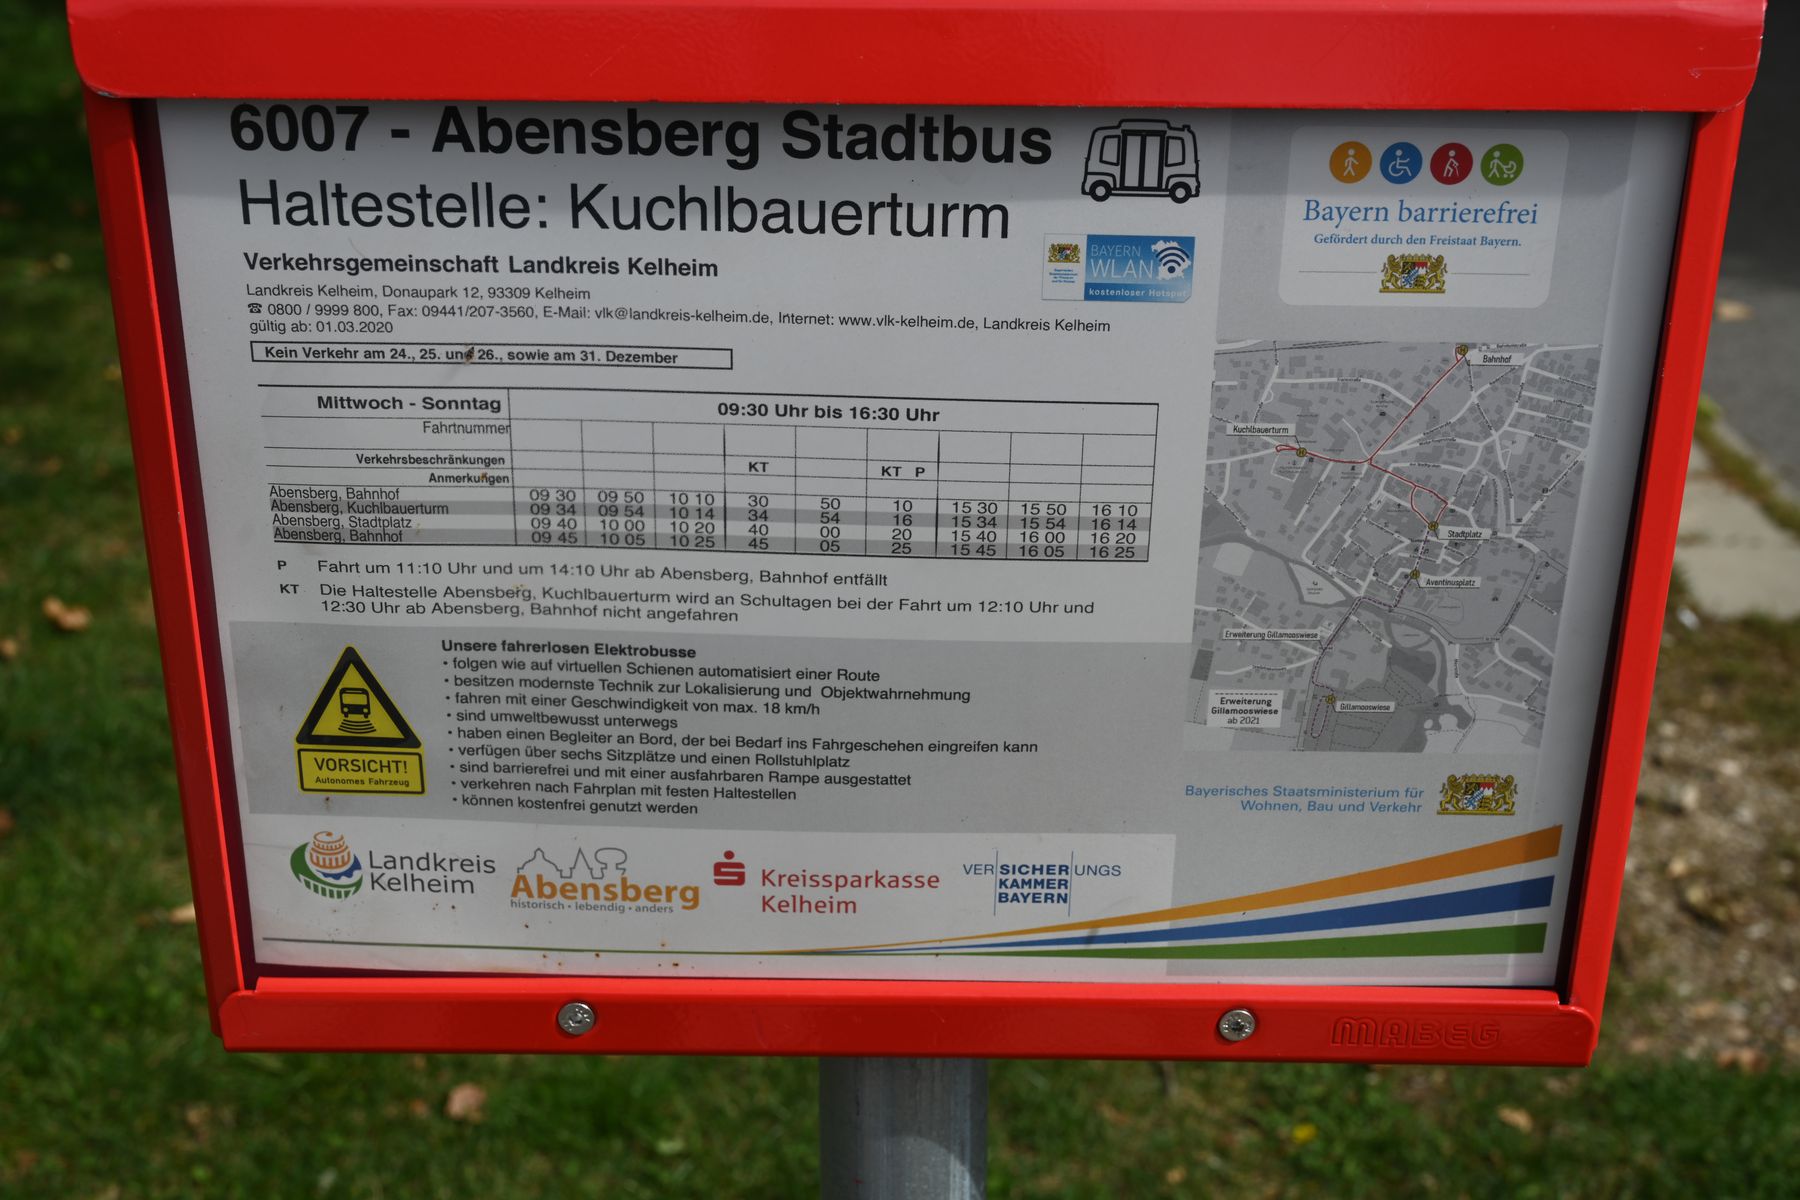 6007 - Abensberg Stadtbus
Haltestelle: Kuchlbauerturm
Verkehrsgemeinschaft Landkreis Kelheim
Landkreis Kelheim, Donaupark 12, 93309 Kelheim
☎ 0800 / 9999 800, Fax: 09441/207-3560, E-Mail: vlk@landkreis-kelheim.de, Internet: www.vlk-kelheim.de, Landkreis Kelheim
gültig ab: 01.03.2020
Kein Verkehr am 24., 25. und 26., sowie am 31. Dezember
BAYERN
WLAN
kostenloser Hotspot
Bayern barrierefrei
Gefördert durch den Freistaat Bayern.
Mittwoch - Sonntag 09:30 Uhr bis 16:30 Uhr
Fahrtnummer
Verkehrsbeschränkungen KT KT P
Anmerkungen
Abensberg, Bahnhof 09 30 09 50 10 10 30 50 10 15 30 15 50 16 10
Abensberg, Kuchlbauerturm 09 34 09 54 10 14 34 54 16 15 34 15 54 16 14
Abensberg, Stadtplatz 09 40 10 00 10 20 40 00 20 15 40 16 00 16 20
Abensberg, Bahnhof 09 45 10 05 10 25 45 05 25 15 45 16 05 16 25
P Fahrt um 11:10 Uhr und um 14:10 Uhr ab Abensberg, Bahnhof entfällt
KT Die Haltestelle Abensberg, Kuchlbauerturm wird an Schultagen bei der Fahrt um 12:10 Uhr und
12:30 Uhr ab Abensberg, Bahnhof nicht angefahren
Bahnhof
Kuchlbauerturm
Stadtplatz
Aventinusplatz
Erweiterung Gillamooswiese
Gillamooswiese
Erweiterung
Gillamooswiese
ab 2021
VORSICHT!
Autonomes Fahrzeug
Unsere fahrerlosen Elektrobusse
• folgen wie auf virtuellen Schienen automatisiert einer Route
• besitzen modernste Technik zur Lokalisierung und Objektwahrnehmung
• fahren mit einer Geschwindigkeit von max. 18 km/h
• sind umweltbewusst unterwegs
• haben einen Begleiter an Bord, der bei Bedarf ins Fahrgeschehen eingreifen kann
• verfügen über sechs Sitzplätze und einen Rollstuhlplatz
• sind barrierefrei und mit einer ausfahrbaren Rampe ausgestattet
• verkehren nach Fahrplan mit festen Haltestellen
• können kostenfrei genutzt werden
Bayerisches Staatsministerium für
Wohnen, Bau und Verkehr
Landkreis
Kelheim
Abensberg
historisch • lebendig • anders
Kreissparkasse
Kelheim
VERSICHERUNGS
KAMMER
BAYERN
MABEG